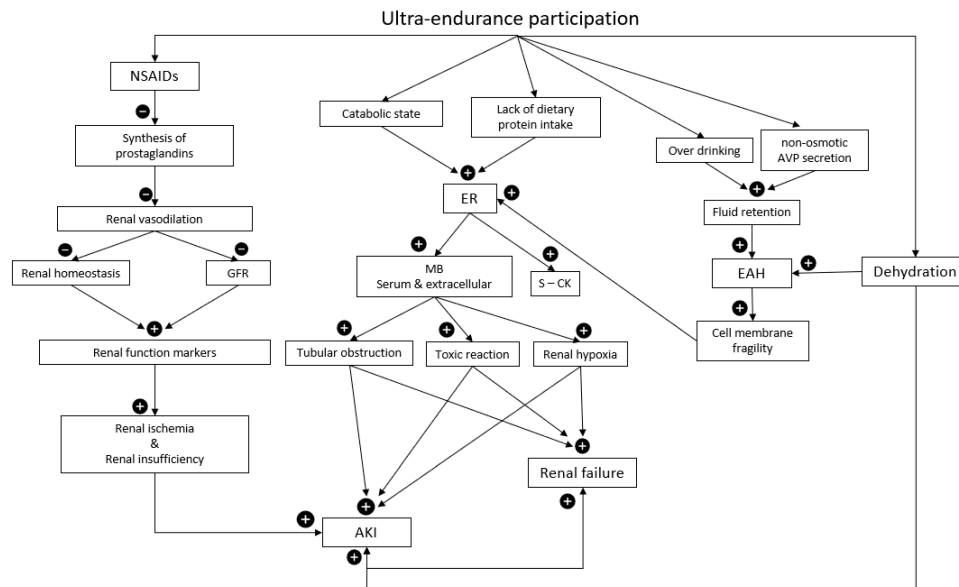 Ultra-endurance participation
NSAIDs
Synthesis of
prostaglandins
Renal vasodilation
Renal homeostasis
GFR
Renal function markers
Renal ischemia
&
Renal insufficiency
Catabolic state
Lack of dietary
protein intake
ER
MB
Serum & extracellular
S – CK
Tubular obstruction
Toxic reaction
Renal hypoxia
Renal failure
AKI
Over drinking
non-osmotic
AVP secretion
Fluid retention
EAH
Dehydration
Cell membrane
fragility